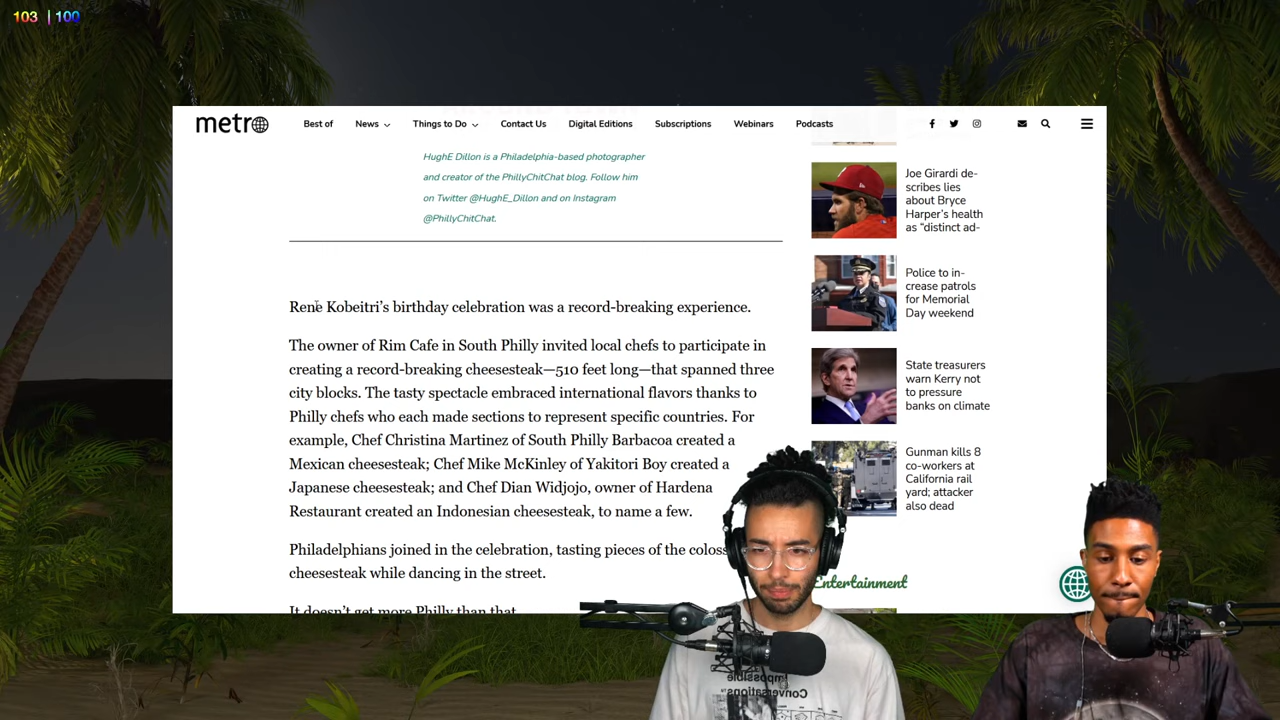 103 | 100
metro
Best of News Things to Do Contact Us Digital Editions Subscriptions Webinars Podcasts
HughE Dillon is a Philadelphia-based photographer
and creator of the PhillyChitChat blog. Follow him
on Twitter @HughE_Dillon and on Instagram
@PhillyChitChat.
Rene Kobeitri’s birthday celebration was a record-breaking experience.
The owner of Rim Cafe in South Philly invited local chefs to participate in
creating a record-breaking cheesesteak—510 feet long—that spanned three
city blocks. The tasty spectacle embraced international flavors thanks to
Philly chefs who each made sections to represent specific countries. For
example, Chef Christina Martinez of South Philly Barbacoa created a
Mexican cheesesteak; Chef Mike McKinley of Yakitori Boy created a
Japanese cheesesteak; and Chef Dian Widjojo, owner of Hardena
Restaurant created an Indonesian cheesesteak, to name a few.
Philadelphians joined in the celebration, tasting pieces of the coloss
cheesesteak while dancing in the street.
It doesn’t get more Philly than that
Joe Girardi de-
scribes lies
about Bryce
Harper’s health
as “distinct ad-
Police to in-
crease patrols
for Memorial
Day weekend
State treasurers
warn Kerry not
to pressure
banks on climate
Gunman kills 8
co-workers at
California rail
yard; attacker
also dead
Entertainment
Impossible
Conversations